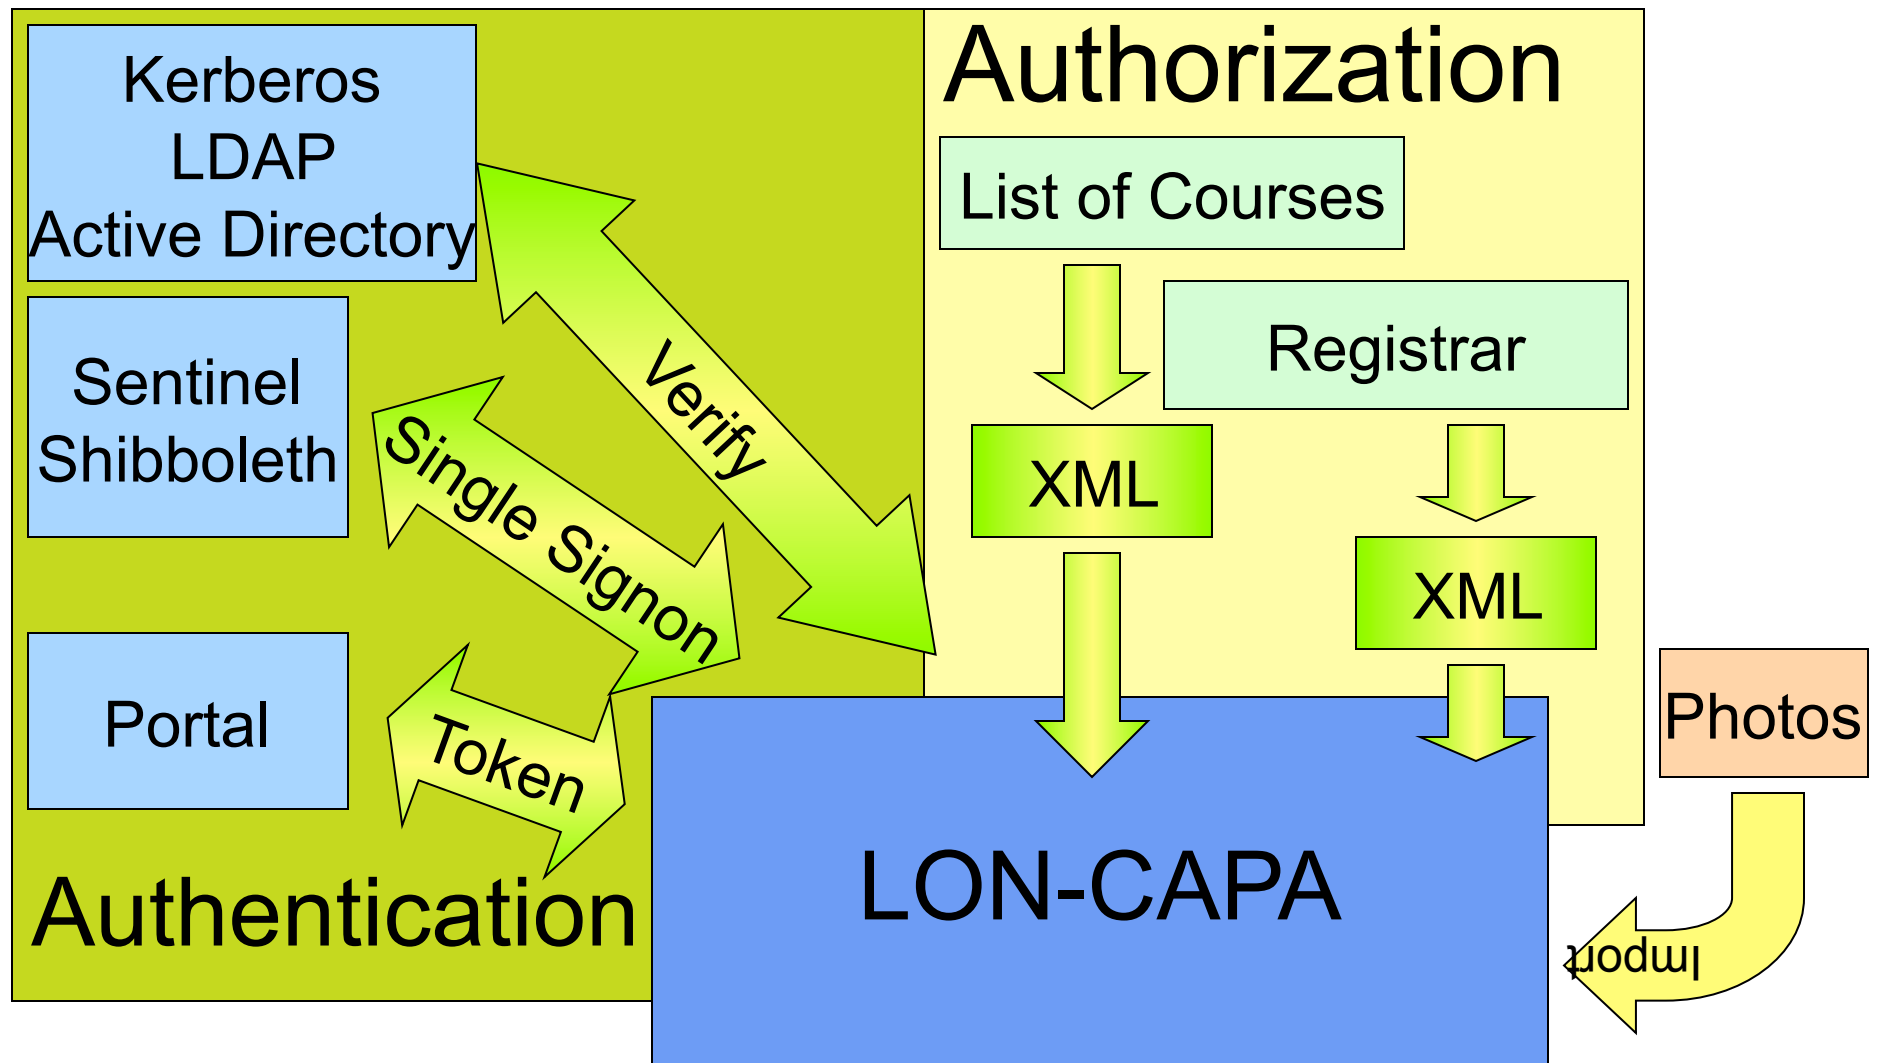 Kerberos
LDAP
Active Directory
Sentinel
Shibboleth
Portal
Verify
Single Signon
Token
Authentication
Authorization
List of Courses
Registrar
XML
XML
LON-CAPA
Photos
Import